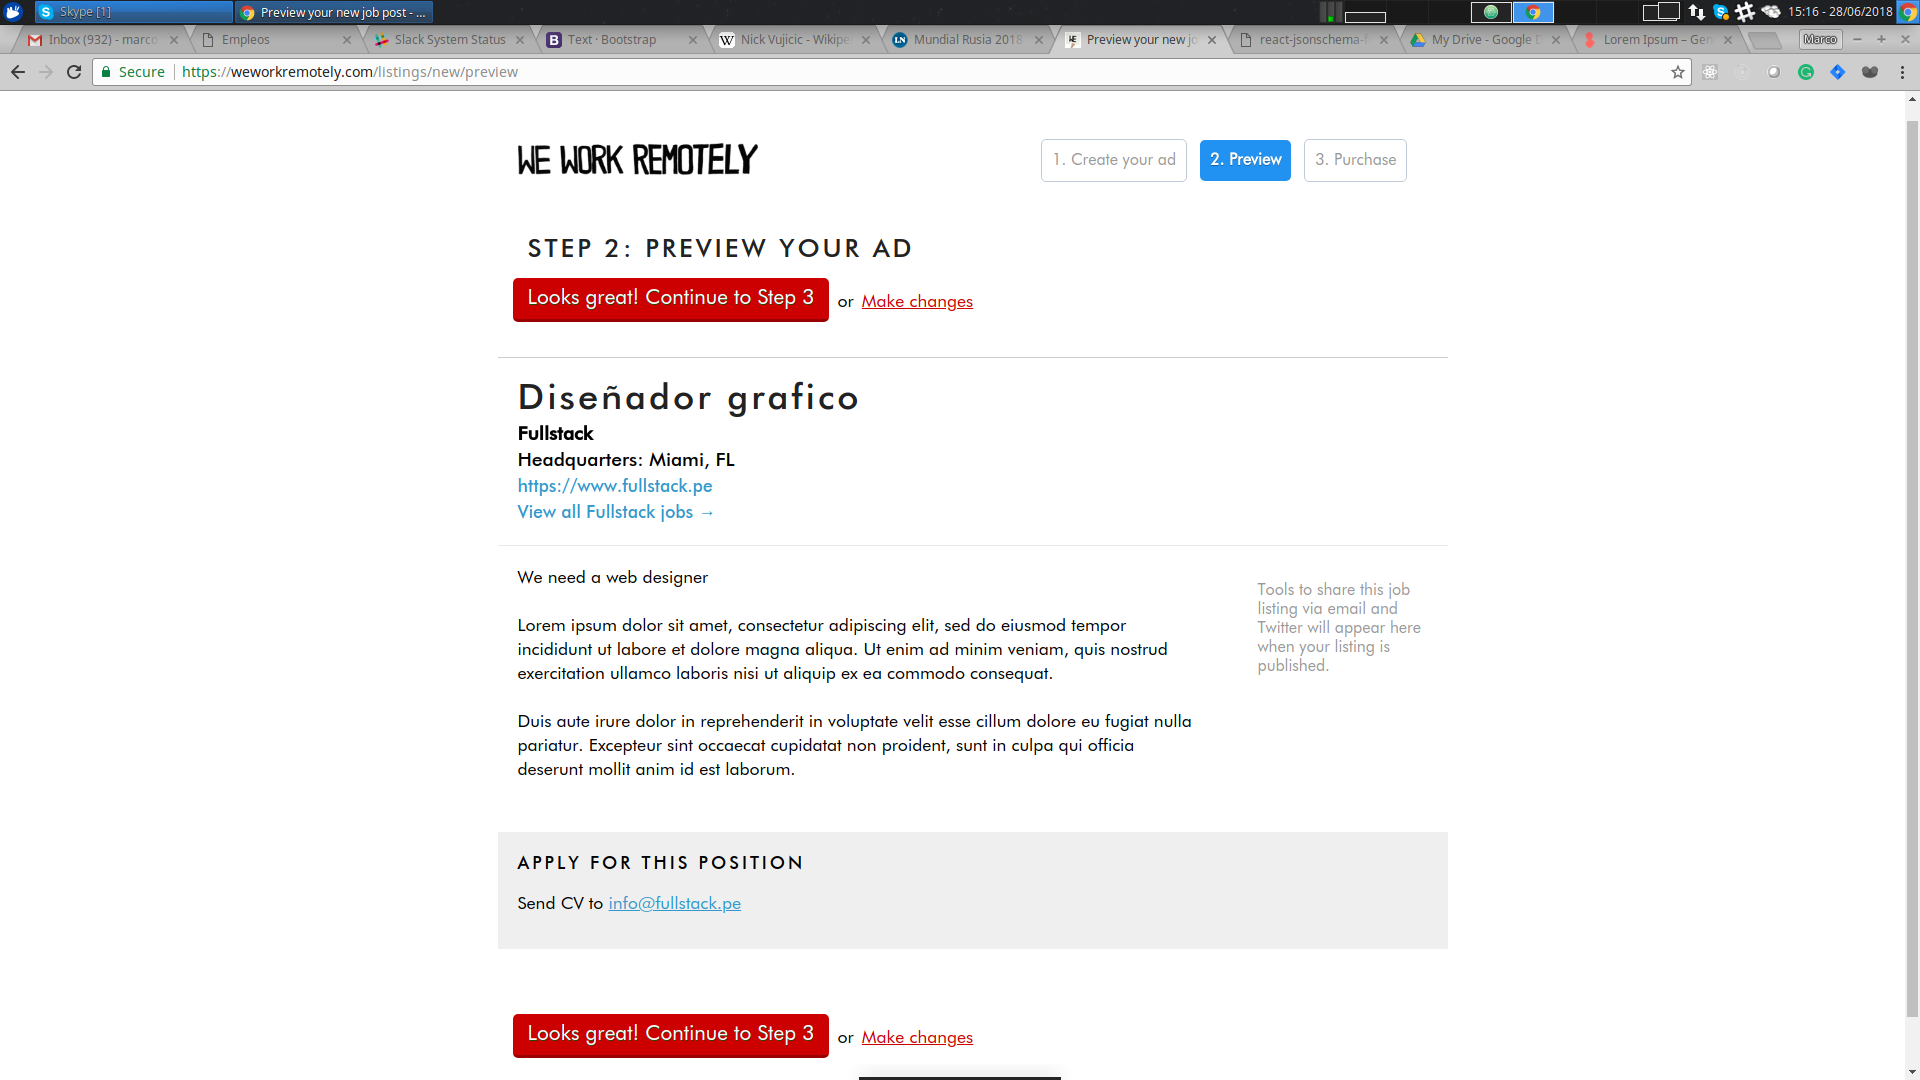 Skype [1]
Preview your new job post - ...
15:16 - 28/06/2018
Inbox (932) - marco
Empleos
Slack System Status
Text · Bootstrap
Nick Vujicic - Wikipe
Mundial Rusia 2018
Preview your new jo
react-jsonschema-f
My Drive - Google D
Lorem Ipsum – Gen
Marco
Secure
https://weworkremotely.com/listings/new/preview
WE WORK REMOTELY
1. Create your ad
2. Preview
3. Purchase
STEP 2: PREVIEW YOUR AD
Looks great! Continue to Step 3 or Make changes
Diseñador grafico
Fullstack
Headquarters: Miami, FL
https://www.fullstack.pe
View all Fullstack jobs →
We need a web designer
Lorem ipsum dolor sit amet, consectetur adipiscing elit, sed do eiusmod tempor
incididunt ut labore et dolore magna aliqua. Ut enim ad minim veniam, quis nostrud
exercitation ullamco laboris nisi ut aliquip ex ea commodo consequat.
Duis aute irure dolor in reprehenderit in voluptate velit esse cillum dolore eu fugiat nulla
pariatur. Excepteur sint occaecat cupidatat non proident, sunt in culpa qui officia
deserunt mollit anim id est laborum.
Tools to share this job
listing via email and
Twitter will appear here
when your listing is
published.
APPLY FOR THIS POSITION
Send CV to info@fullstack.pe
Looks great! Continue to Step 3 or Make changes